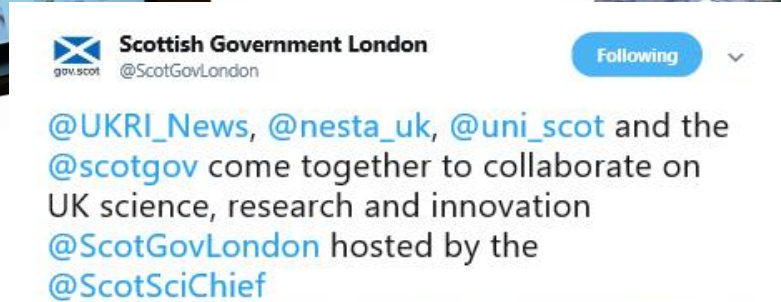 Scottish Government London
gov.scot
@ScotGovLondon
Following
@UKRI_News, @nesta_uk, @uni_scot and the
@scotgov come together to collaborate on
UK science, research and innovation
@ScotGovLondon hosted by the
@ScotSciChief